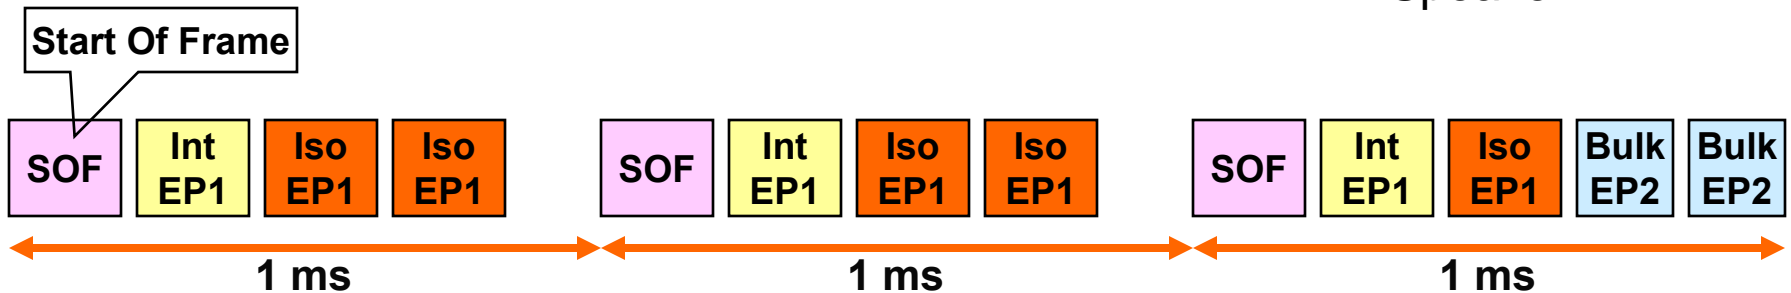 Start Of Frame
SOF
Int
EP1
Iso
EP1
Iso
EP1
SOF
Int
EP1
Iso
EP1
Iso
EP1
SOF
Int
EP1
Iso
EP1
Bulk
EP2
Bulk
EP2
1 ms
1 ms
1 ms